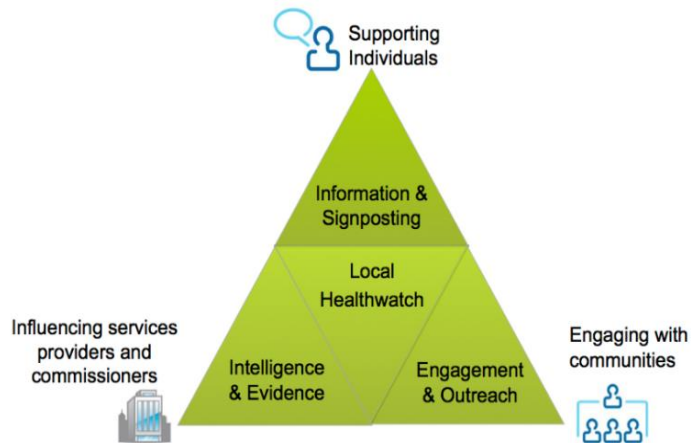 Supporting
Individuals
Information &
Signposting
Local
Healthwatch
Influencing services
providers and
commissioners
Intelligence
& Evidence
Engagement
& Outreach
Engaging with
communities